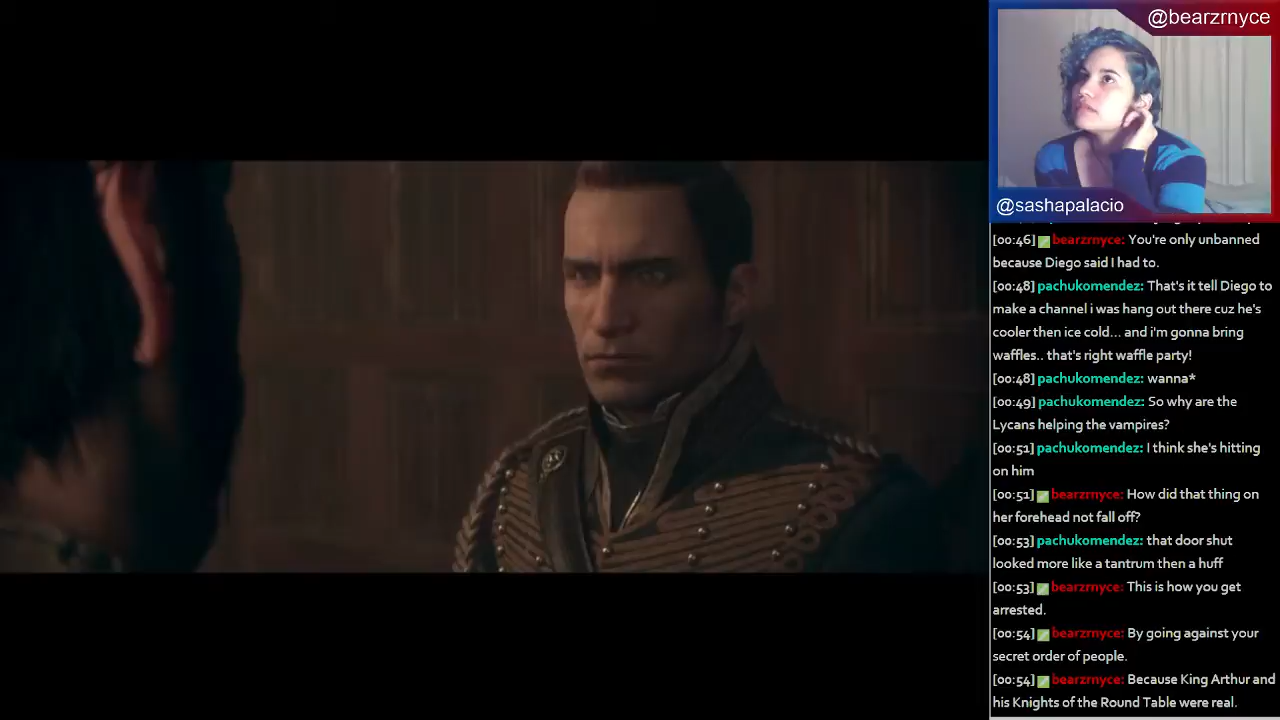 @bearzrnyce
@sashapalacio
[00:46] bearzrnyce: You're only unbanned
because Diego said I had to.
[00:48] pachukomendez: That's it tell Diego to
make a channel i was hang out there cuz he's
cooler then ice cold... and i'm gonna bring
waffles.. that's right waffle party!
[00:48] pachukomendez: wanna*
[00:49] pachukomendez: So why are the
Lycans helping the vampires?
[00:51] pachukomendez: I think she's hitting
on him
[00:51] bearzrnyce: How did that thing on
her forehead not fall off?
[00:53] pachukomendez: that door shut
looked more like a tantrum then a huff
[00:53] bearzrnyce: This is how you get
arrested.
[00:54] bearzrnyce: By going against your
secret order of people.
[00:54] bearzrnyce: Because King Arthur and
his Knights of the Round Table were real.